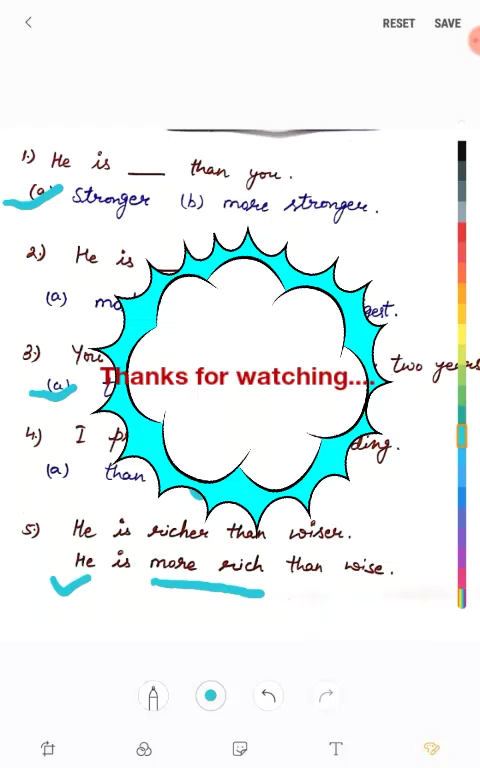 RESET SAVE
1.) He is ___ than you.
(a) Stronger (b) more stronger.
2.) He is
(a)
3.) You two years
(a)
4.) I
(a) than
Thanks for watching....
5.) He is richer than wiser.
He is more rich than wise.
T